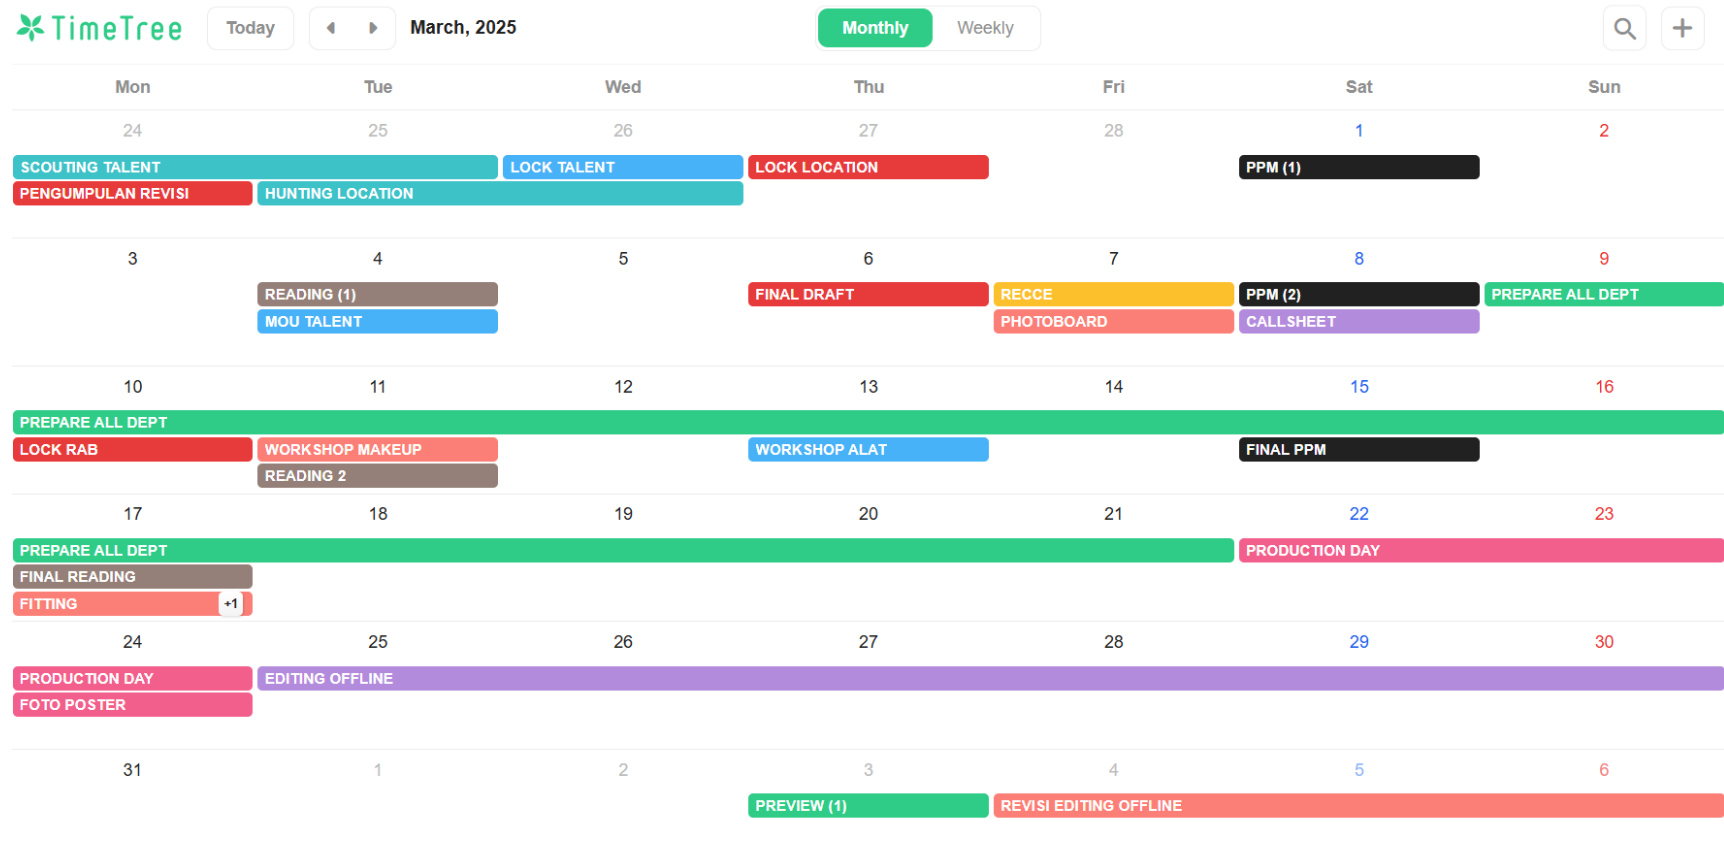 TimeTree Today March, 2025 Monthly Weekly
Mon Tue Wed Thu Fri Sat Sun
24 25 26 27 28 1 2
SCOUTING TALENT LOCK TALENT LOCK LOCATION PPM (1)
PENGUMPULAN REVISI HUNTING LOCATION
3 4 5 6 7 8 9
READING (1) FINAL DRAFT RECCE PPM (2) PREPARE ALL DEPT
MOU TALENT PHOTOBOARD CALLSHEET
10 11 12 13 14 15 16
PREPARE ALL DEPT
LOCK RAB WORKSHOP MAKEUP WORKSHOP ALAT FINAL PPM
READING 2
17 18 19 20 21 22 23
PREPARE ALL DEPT PRODUCTION DAY
FINAL READING
FITTING +1
24 25 26 27 28 29 30
PRODUCTION DAY EDITING OFFLINE
FOTO POSTER
31 1 2 3 4 5 6
PREVIEW (1) REVISI EDITING OFFLINE